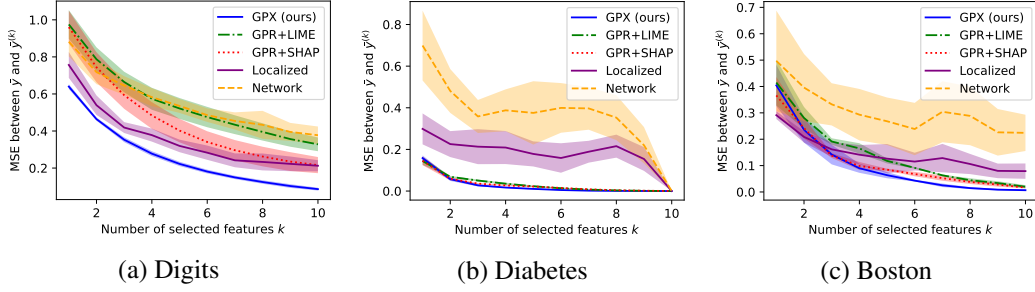 MSE between ȳ and ȳ^(k)
1.0
0.8
0.6
0.4
0.2
2
4
6
8
10
Number of selected features k
GPX (ours)
GPR+LIME
GPR+SHAP
Localized
Network
(a) Digits
MSE between ȳ and ȳ^(k)
0.8
0.6
0.4
0.2
0.0
2
4
6
8
10
Number of selected features k
GPX (ours)
GPR+LIME
GPR+SHAP
Localized
Network
(b) Diabetes
MSE between ȳ and ȳ^(k)
0.7
0.6
0.5
0.4
0.3
0.2
0.1
0.0
2
4
6
8
10
Number of selected features k
GPX (ours)
GPR+LIME
GPR+SHAP
Localized
Network
(c) Boston